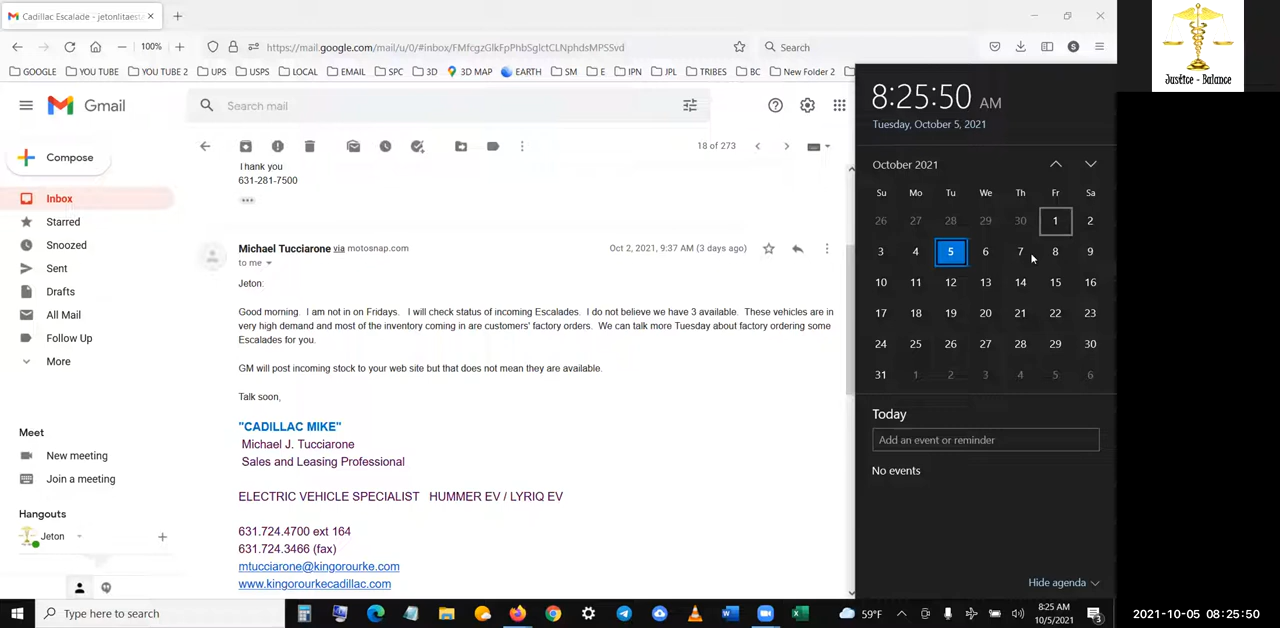 Cadillac Escalade - jetonlitaesta
100%
https://mail.google.com/mail/u/0/#inbox/FMfcgzGlkFpPhbSglctCLNphdsMPSSvd
Search
GOOGLE YOU TUBE YOU TUBE 2 UPS USPS LOCAL EMAIL SPC 3D 3D MAP EARTH SM E IPN JPL TRIBES BC New Folder 2
Gmail
Search mail
Compose
18 of 273
Inbox
Starred
Snoozed
Sent
Drafts
All Mail
Follow Up
More
Meet
New meeting
Join a meeting
Hangouts
Jeton
Thank you
631-281-7500
Michael Tucciarone via motosnap.com
Oct 2, 2021, 9:37 AM (3 days ago)
to me
Jeton:
Good morning. I am not in on Fridays. I will check status of incoming Escalades. I do not believe we have 3 available. These vehicles are in
very high demand and most of the inventory coming in are customers' factory orders. We can talk more Tuesday about factory ordering some
Escalades for you.
GM will post incoming stock to your web site but that does not mean they are available.
Talk soon,
"CADILLAC MIKE"
Michael J. Tucciarone
Sales and Leasing Professional
ELECTRIC VEHICLE SPECIALIST HUMMER EV / LYRIQ EV
631.724.4700 ext 164
631.724.3466 (fax)
mtucciarone@kingorourke.com
www.kingorourkecadillac.com
8:25:50 AM
Tuesday, October 5, 2021
October 2021
Su Mo Tu We Th Fr Sa
26 27 28 29 30 1 2
3 4 5 6 7 8 9
10 11 12 13 14 15 16
17 18 19 20 21 22 23
24 25 26 27 28 29 30
31 1 2 3 4 5 6
Today
Add an event or reminder
No events
Hide agenda
Justice - Balance
Type here to search
59°F
8:25 AM
10/5/2021
3
2021-10-05 08:25:50